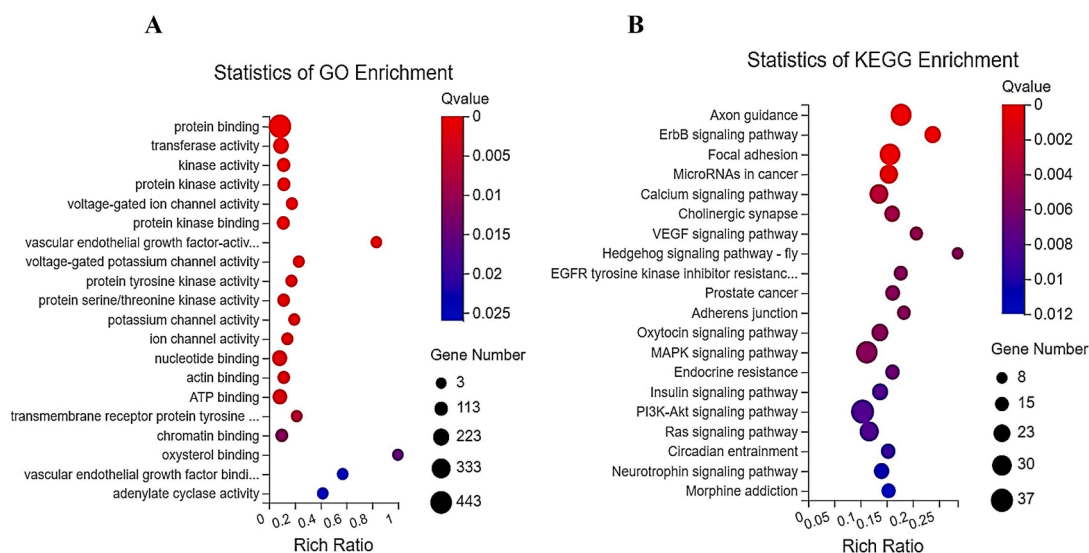 A
Statistics of GO Enrichment
protein binding
transferase activity
kinase activity
protein kinase activity
voltage-gated ion channel activity
protein kinase binding
vascular endothelial growth factor-activ...
voltage-gated potassium channel activity
protein tyrosine kinase activity
protein serine/threonine kinase activity
potassium channel activity
ion channel activity
nucleotide binding
actin binding
ATP binding
transmembrane receptor protein tyrosine ...
chromatin binding
oxysterol binding
vascular endothelial growth factor bindi...
adenylate cyclase activity
0 0.2 0.4 0.6 0.8 1
Rich Ratio
Qvalue
0
0.005
0.01
0.015
0.02
0.025
Gene Number
3
113
223
333
443
B
Statistics of KEGG Enrichment
Axon guidance
ErbB signaling pathway
Focal adhesion
MicroRNAs in cancer
Calcium signaling pathway
Cholinergic synapse
VEGF signaling pathway
Hedgehog signaling pathway - fly
EGFR tyrosine kinase inhibitor resistanc...
Prostate cancer
Adherens junction
Oxytocin signaling pathway
MAPK signaling pathway
Endocrine resistance
Insulin signaling pathway
PI3K-Akt signaling pathway
Ras signaling pathway
Circadian entrainment
Neurotrophin signaling pathway
Morphine addiction
0 0.05 0.1 0.15 0.2 0.25
Rich Ratio
Qvalue
0
0.002
0.004
0.006
0.008
0.01
0.012
Gene Number
8
15
23
30
37